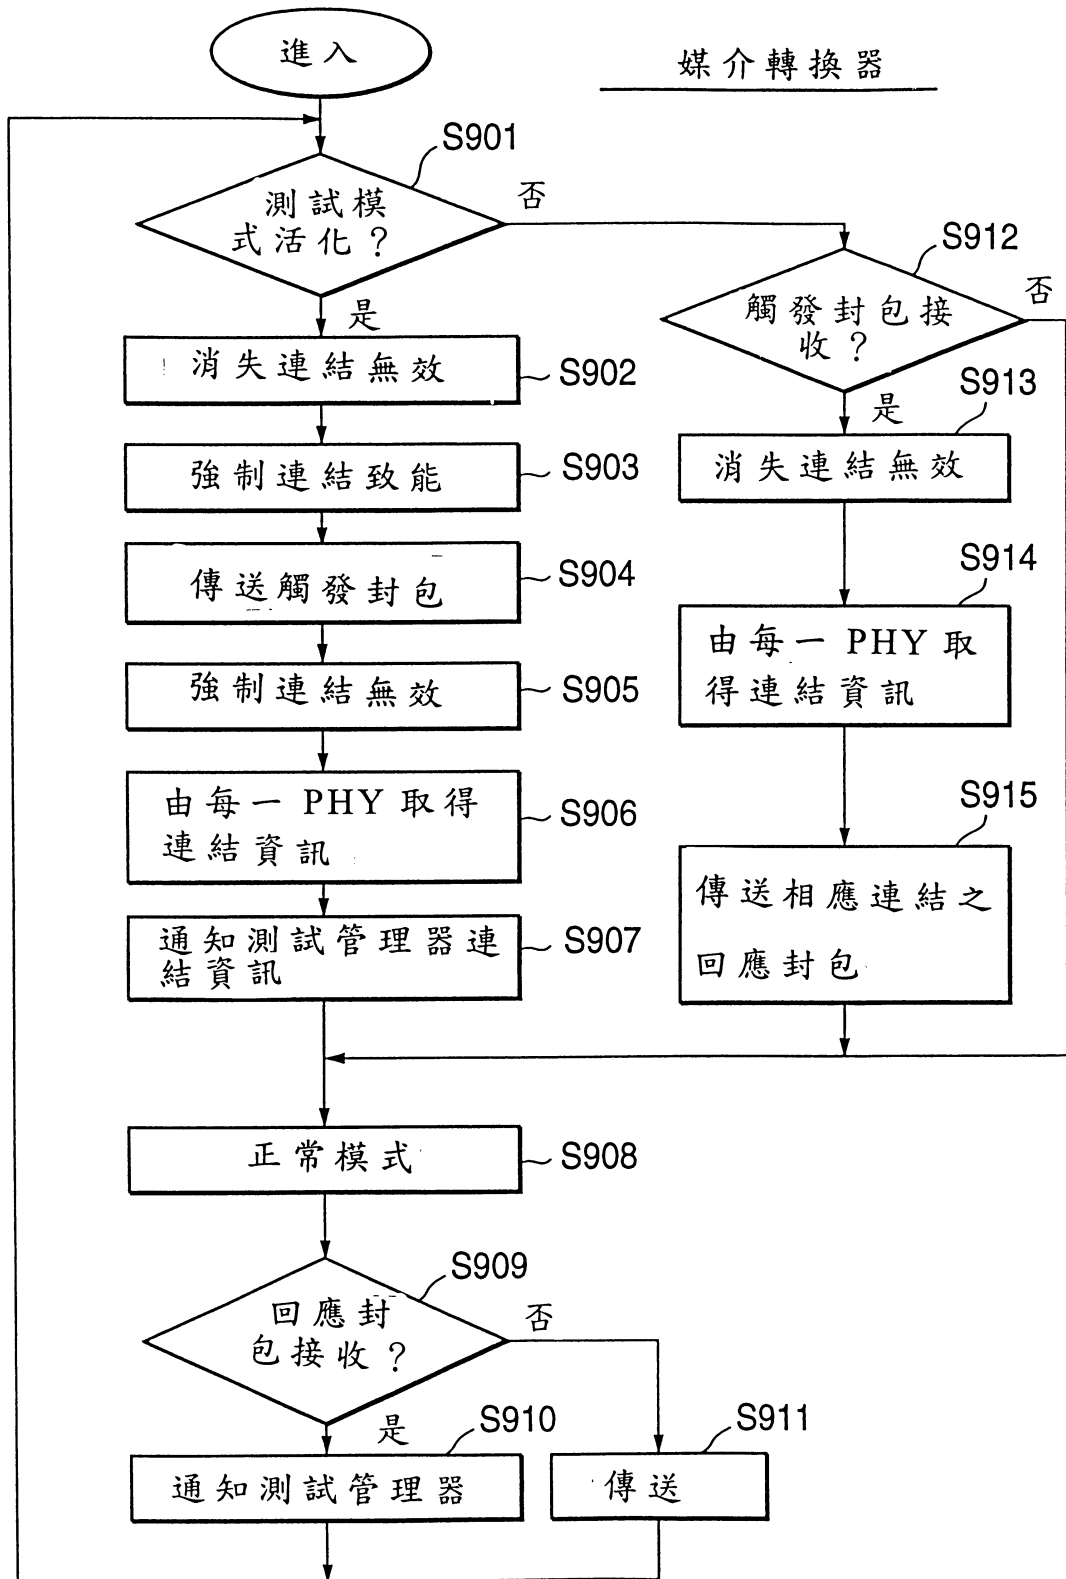 進入
媒介轉換器
S901
測試模
式活化？
否
是
S912
觸發封包接
收？
否
是
消失連結無效
S902
S913
消失連結無效
強制連結致能
S903
傳送觸發封包
S904
S914
由每一 PHY 取
得連結資訊
強制連結無效
S905
由每一 PHY 取得
連結資訊
S906
S915
傳送相應連結之
回應封包
通知測試管理器連
結資訊
S907
正常模式
S908
S909
回應封
包接收？
否
是
S910
通知測試管理器
S911
傳送